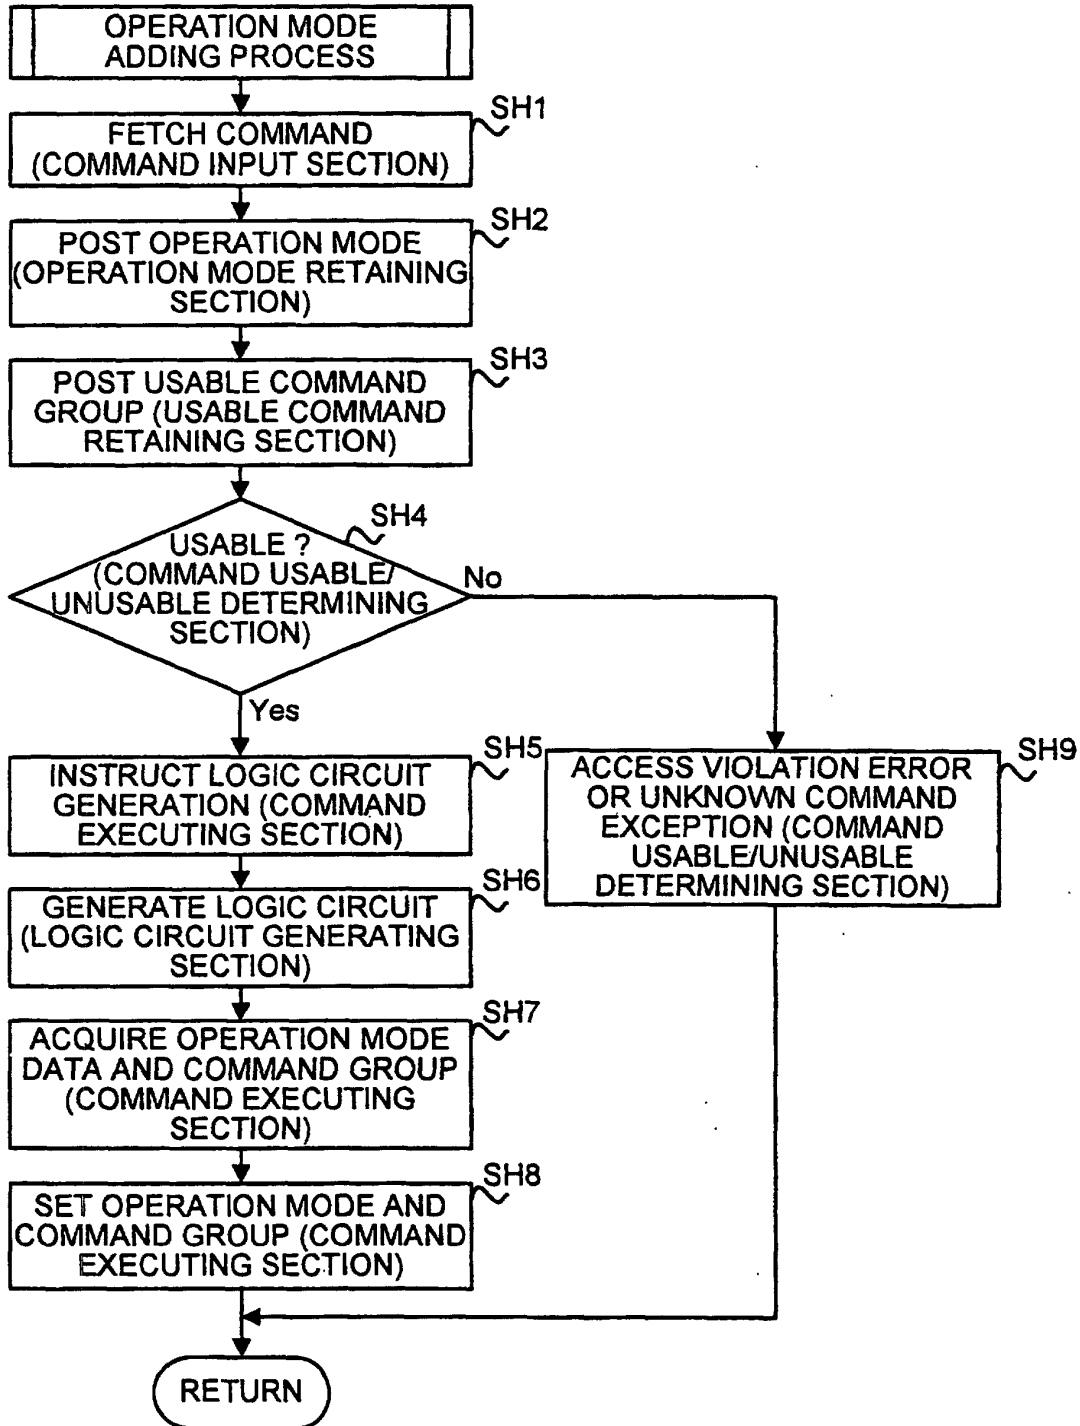 OPERATION MODE
ADDING PROCESS
SH1
FETCH COMMAND
(COMMAND INPUT SECTION)
SH2
POST OPERATION MODE
(OPERATION MODE RETAINING
SECTION)
SH3
POST USABLE COMMAND
GROUP (USABLE COMMAND
RETAINING SECTION)
SH4
USABLE ?
(COMMAND USABLE/
UNUSABLE DETERMINING
SECTION)
No
Yes
SH5
INSTRUCT LOGIC CIRCUIT
GENERATION (COMMAND
EXECUTING SECTION)
SH9
ACCESS VIOLATION ERROR
OR UNKNOWN COMMAND
EXCEPTION (COMMAND
USABLE/UNUSABLE
DETERMINING SECTION)
SH6
GENERATE LOGIC CIRCUIT
(LOGIC CIRCUIT GENERATING
SECTION)
SH7
ACQUIRE OPERATION MODE
DATA AND COMMAND GROUP
(COMMAND EXECUTING
SECTION)
SH8
SET OPERATION MODE AND
COMMAND GROUP (COMMAND
EXECUTING SECTION)
RETURN